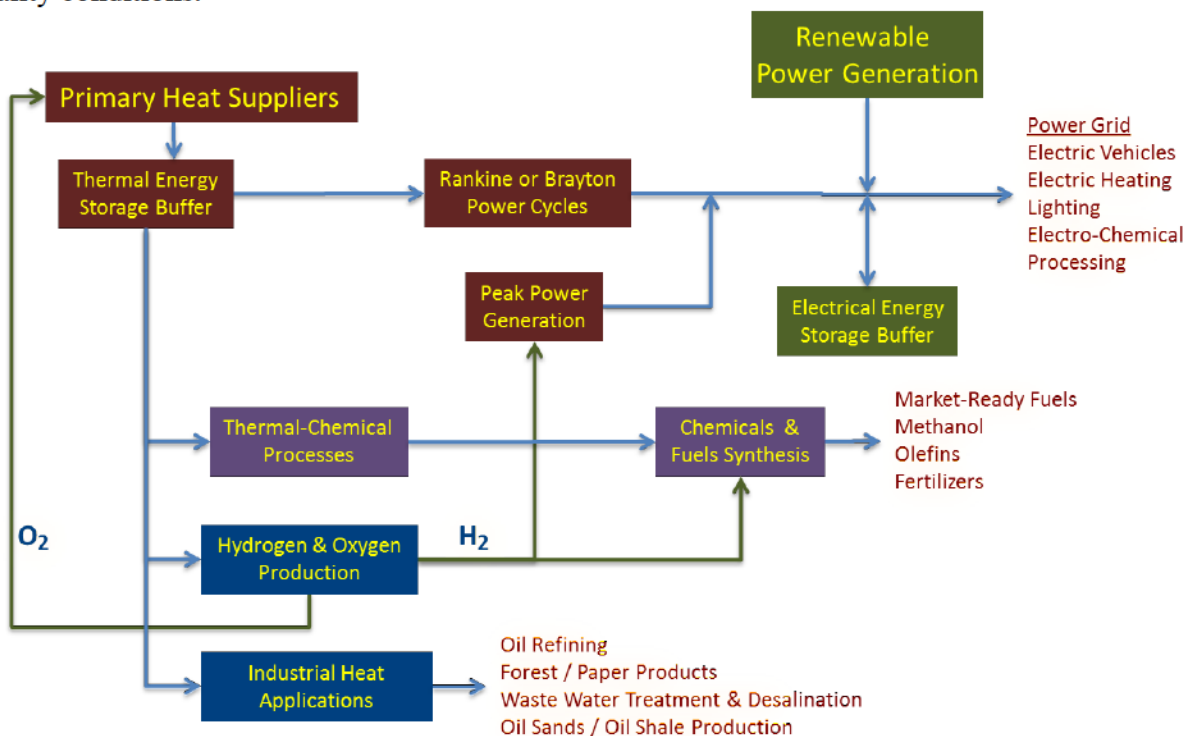 Renewable
Power Generation
Primary Heat Suppliers
Power Grid
Electric Vehicles
Electric Heating
Lighting
Electro-Chemical
Processing
Thermal Energy
Storage Buffer
Rankine or Brayton
Power Cycles
Peak Power
Generation
Electrical Energy
Storage Buffer
Thermal-Chemical
Processes
Chemicals &
Fuels Synthesis
Market-Ready Fuels
Methanol
Olefins
Fertilizers
O₂
Hydrogen & Oxygen
Production
H₂
Industrial Heat
Applications
Oil Refining
Forest / Paper Products
Waste Water Treatment & Desalination
Oil Sands / Oil Shale Production